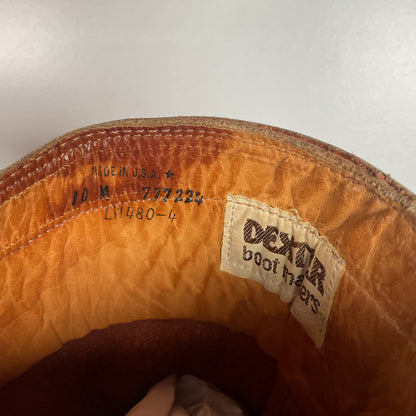 MADE IN U.S.A. ★
10 M 777224
L11480-4
DEXTER
boot makers